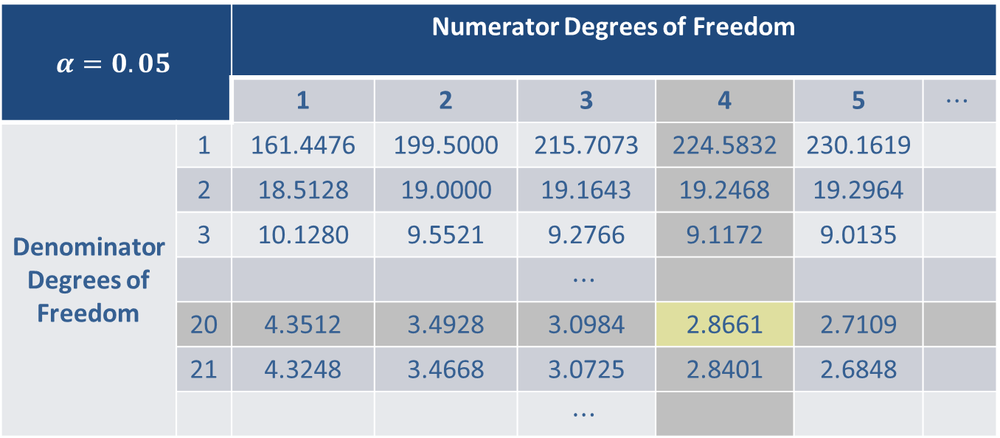 α = 0.05
Numerator Degrees of Freedom
1 2 3 4 5 ...
Denominator
Degrees of
Freedom
1 161.4476 199.5000 215.7073 224.5832 230.1619
2 18.5128 19.0000 19.1643 19.2468 19.2964
3 10.1280 9.5521 9.2766 9.1172 9.0135
...
20 4.3512 3.4928 3.0984 2.8661 2.7109
21 4.3248 3.4668 3.0725 2.8401 2.6848
...